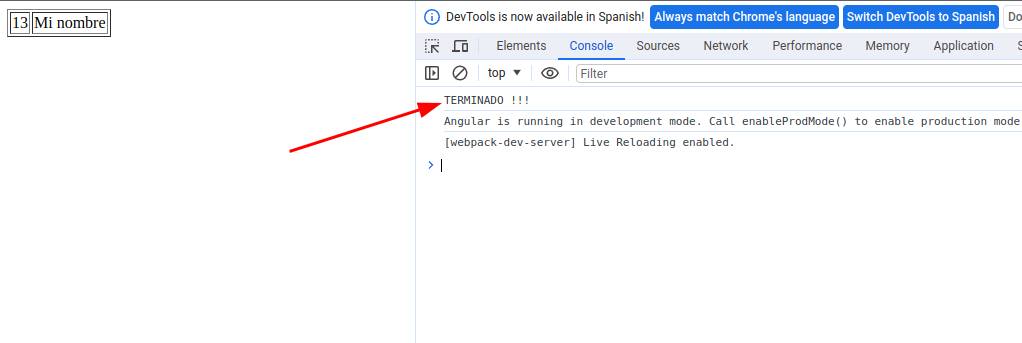 13 Mi nombre
DevTools is now available in Spanish! Always match Chrome's language Switch DevTools to Spanish Do
Elements Console Sources Network Performance Memory Application
top Filter
TERMINADO !!!
Angular is running in development mode. Call enableProdMode() to enable production mode
[webpack-dev-server] Live Reloading enabled.
>